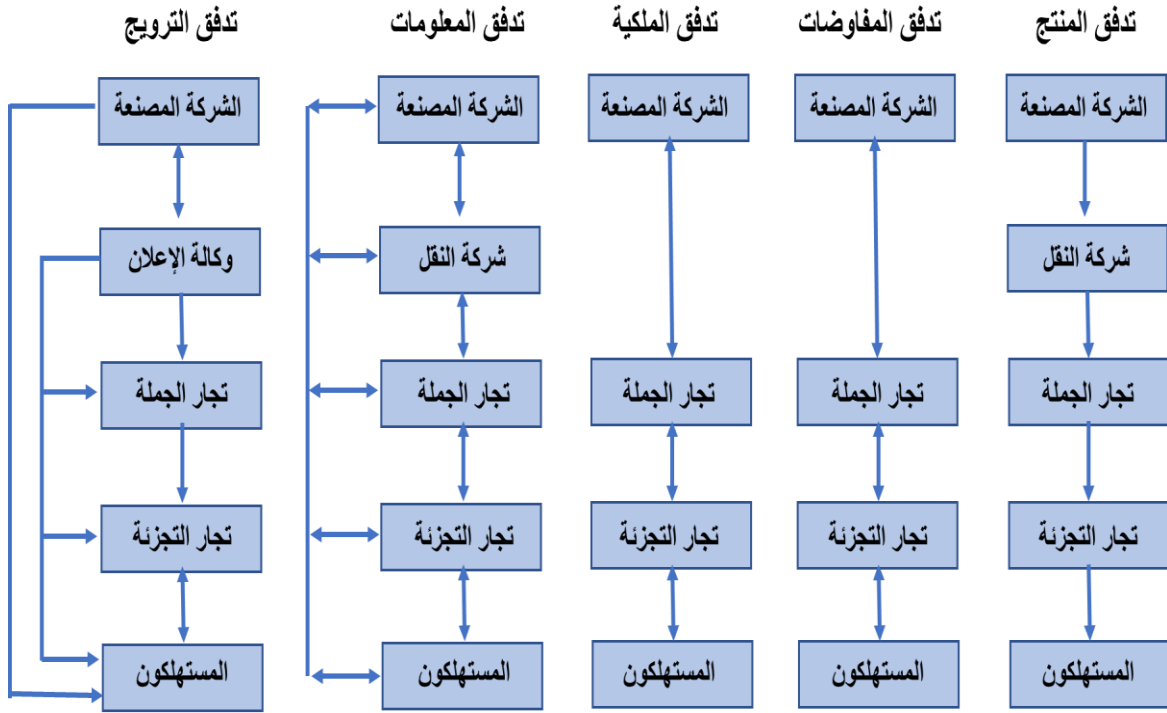 تدفق المنتج
الشركة المصنعة
شركة النقل
تجار الجملة
تجار التجزئة
المستهلكون
تدفق المفاوضات
الشركة المصنعة
تجار الجملة
تجار التجزئة
المستهلكون
تدفق الملكية
الشركة المصنعة
تجار الجملة
تجار التجزئة
المستهلكون
تدفق المعلومات
الشركة المصنعة
شركة النقل
تجار الجملة
تجار التجزئة
المستهلكون
تدفق الترويج
الشركة المصنعة
وكالة الإعلان
تجار الجملة
تجار التجزئة
المستهلكون